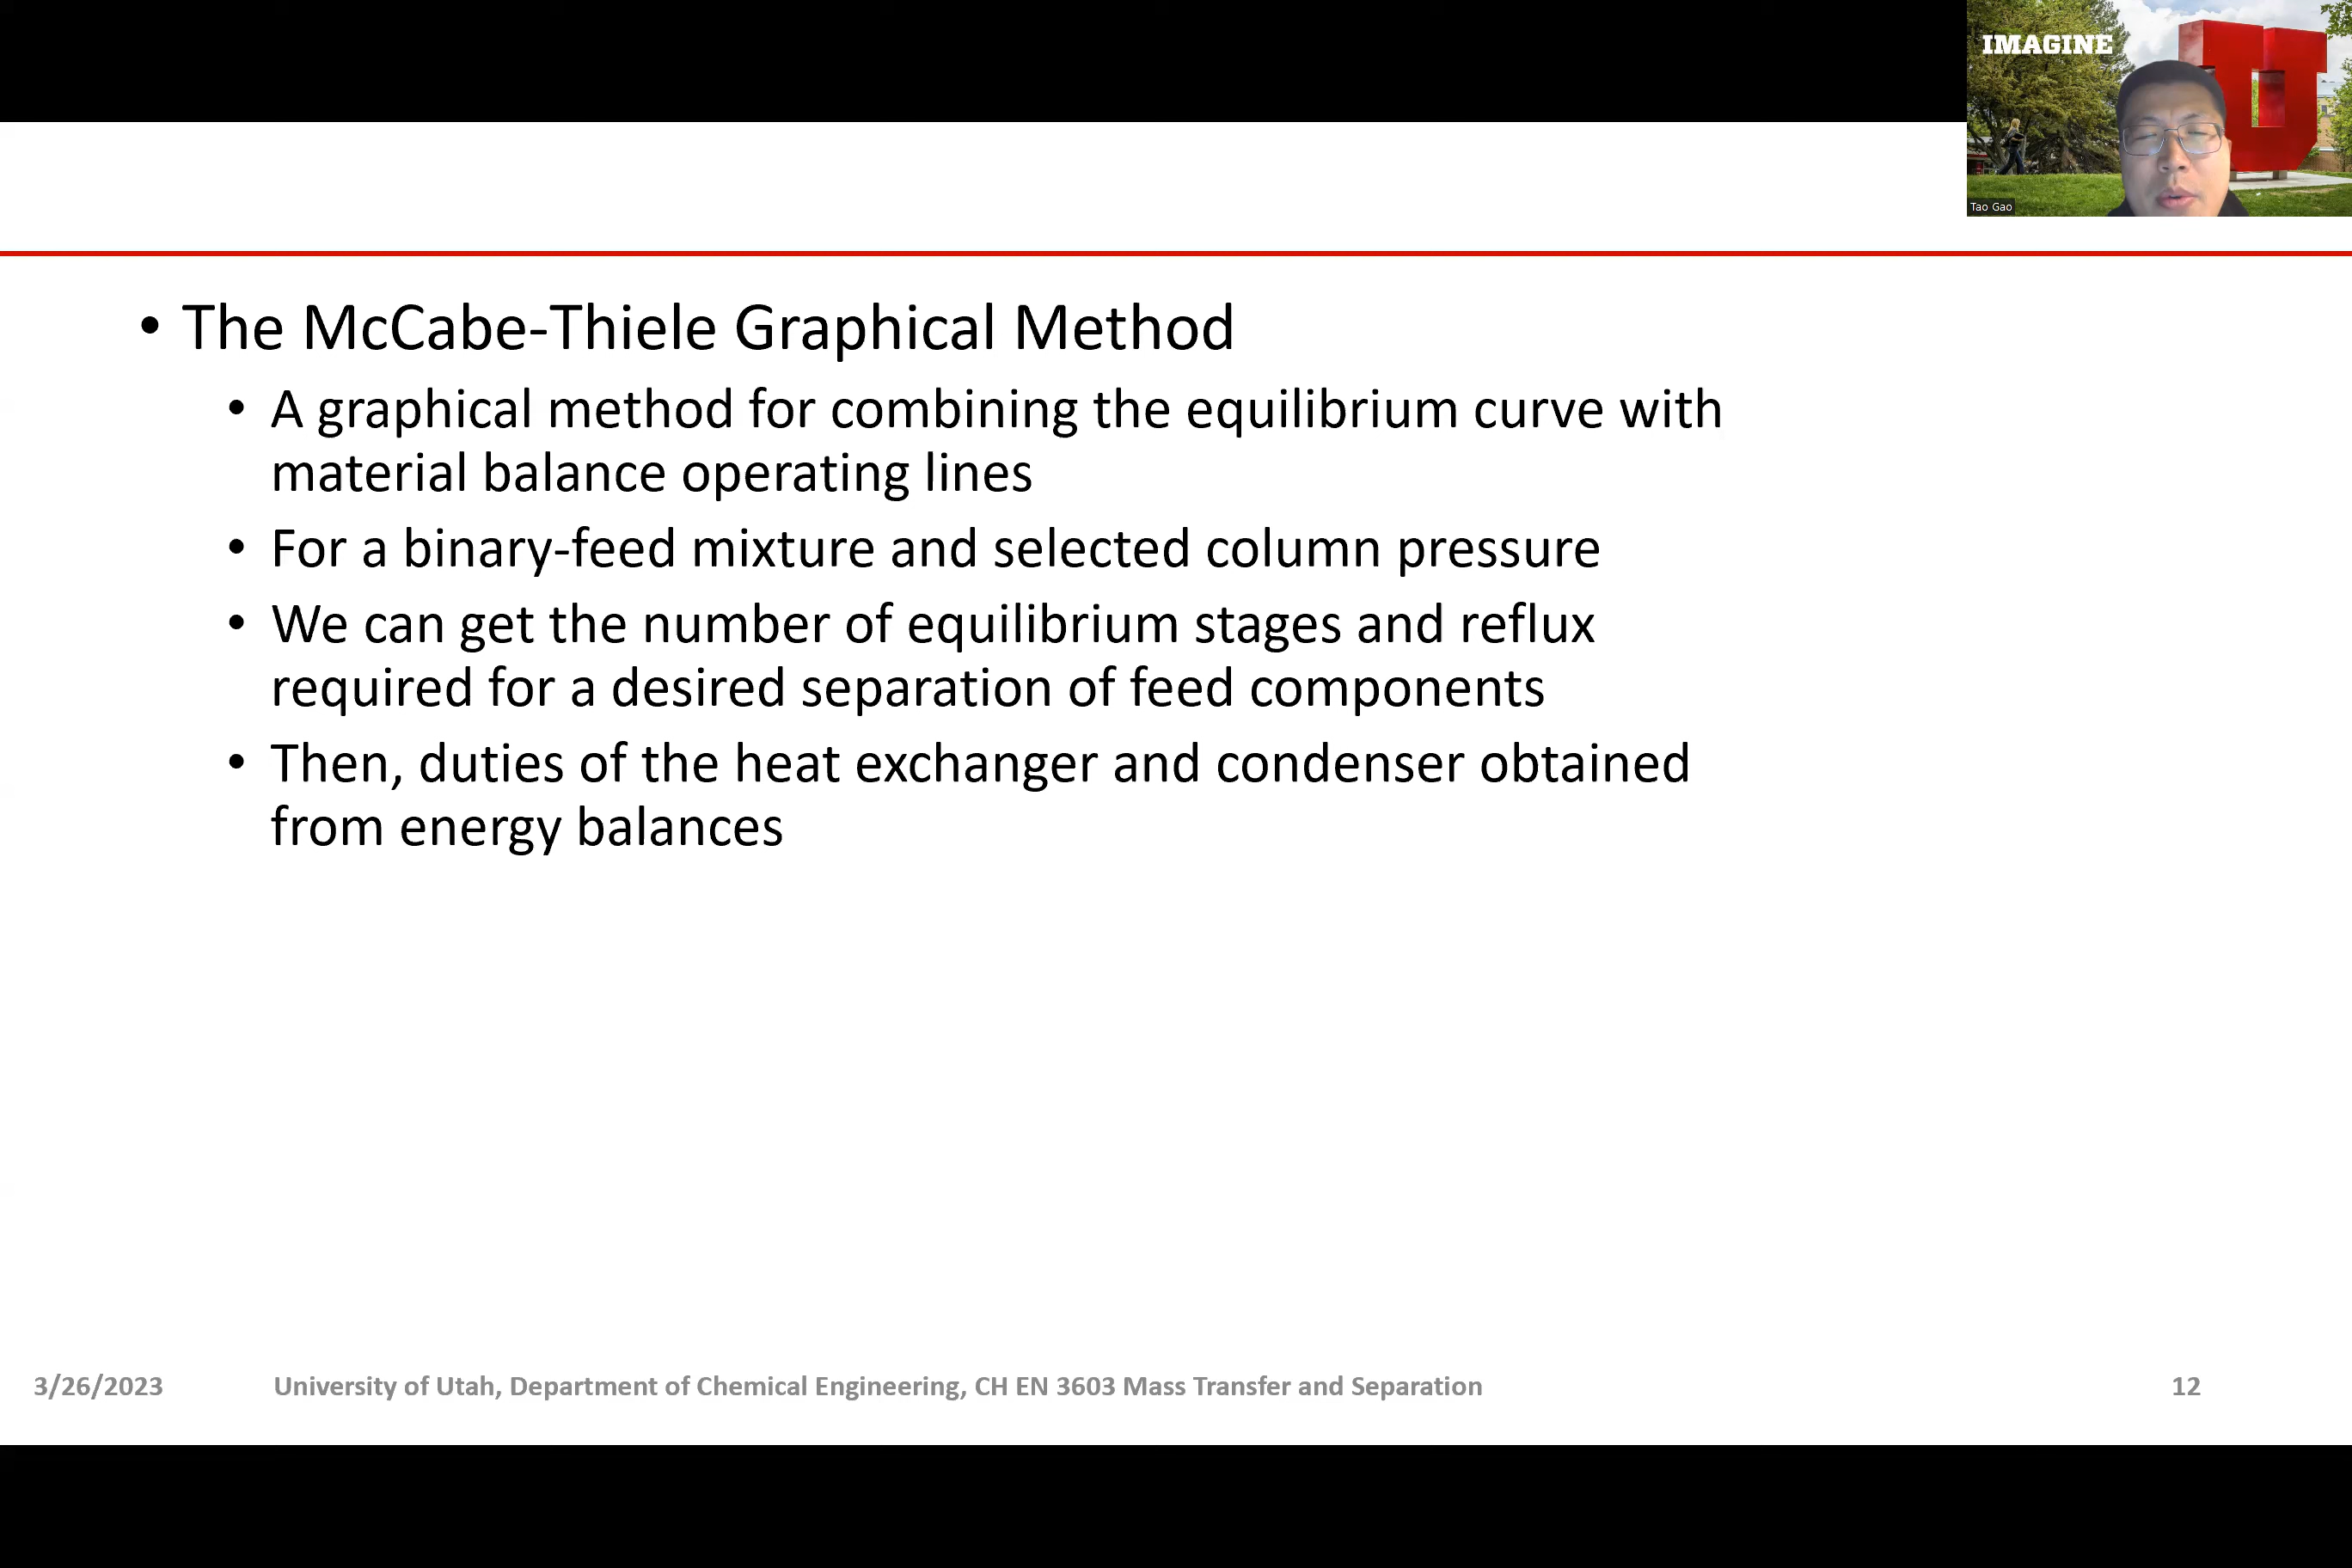 IMAGINE
Tao Gao
• The McCabe-Thiele Graphical Method
• A graphical method for combining the equilibrium curve with
material balance operating lines
• For a binary-feed mixture and selected column pressure
• We can get the number of equilibrium stages and reflux
required for a desired separation of feed components
• Then, duties of the heat exchanger and condenser obtained
from energy balances
3/26/2023 University of Utah, Department of Chemical Engineering, CH EN 3603 Mass Transfer and Separation 12